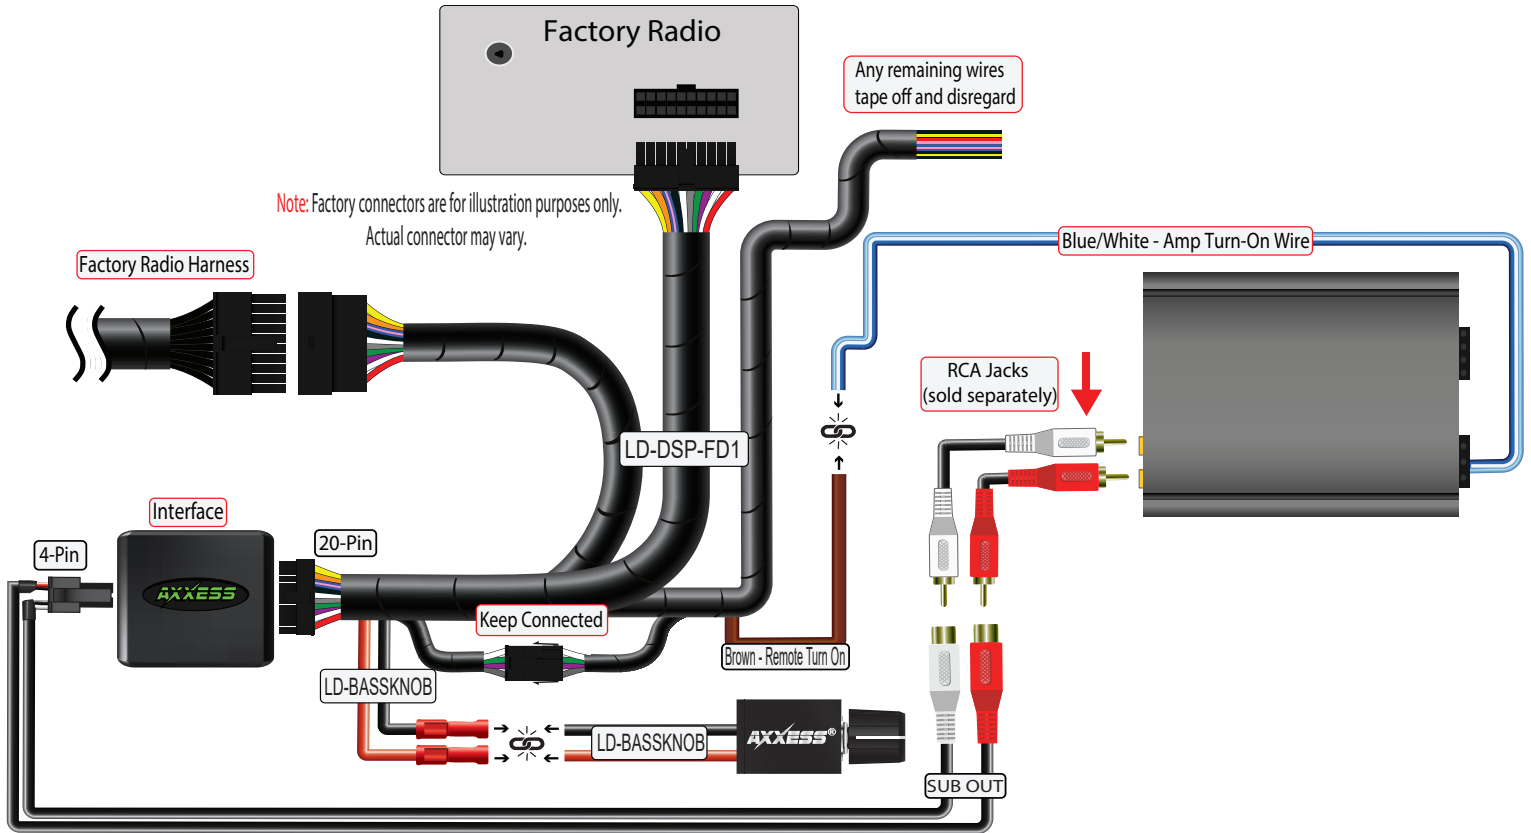 Factory Radio
Any remaining wires
tape off and disregard
Note: Factory connectors are for illustration purposes only.
Actual connector may vary.
Blue/White - Amp Turn-On Wire
Factory Radio Harness
RCA Jacks
(sold separately)
LD-DSP-FD1
Interface
20-Pin
4-Pin
AXXESS
Keep Connected
Brown - Remote Turn On
LD-BASSKNOB
LD-BASSKNOB
AXXESS®
SUB OUT